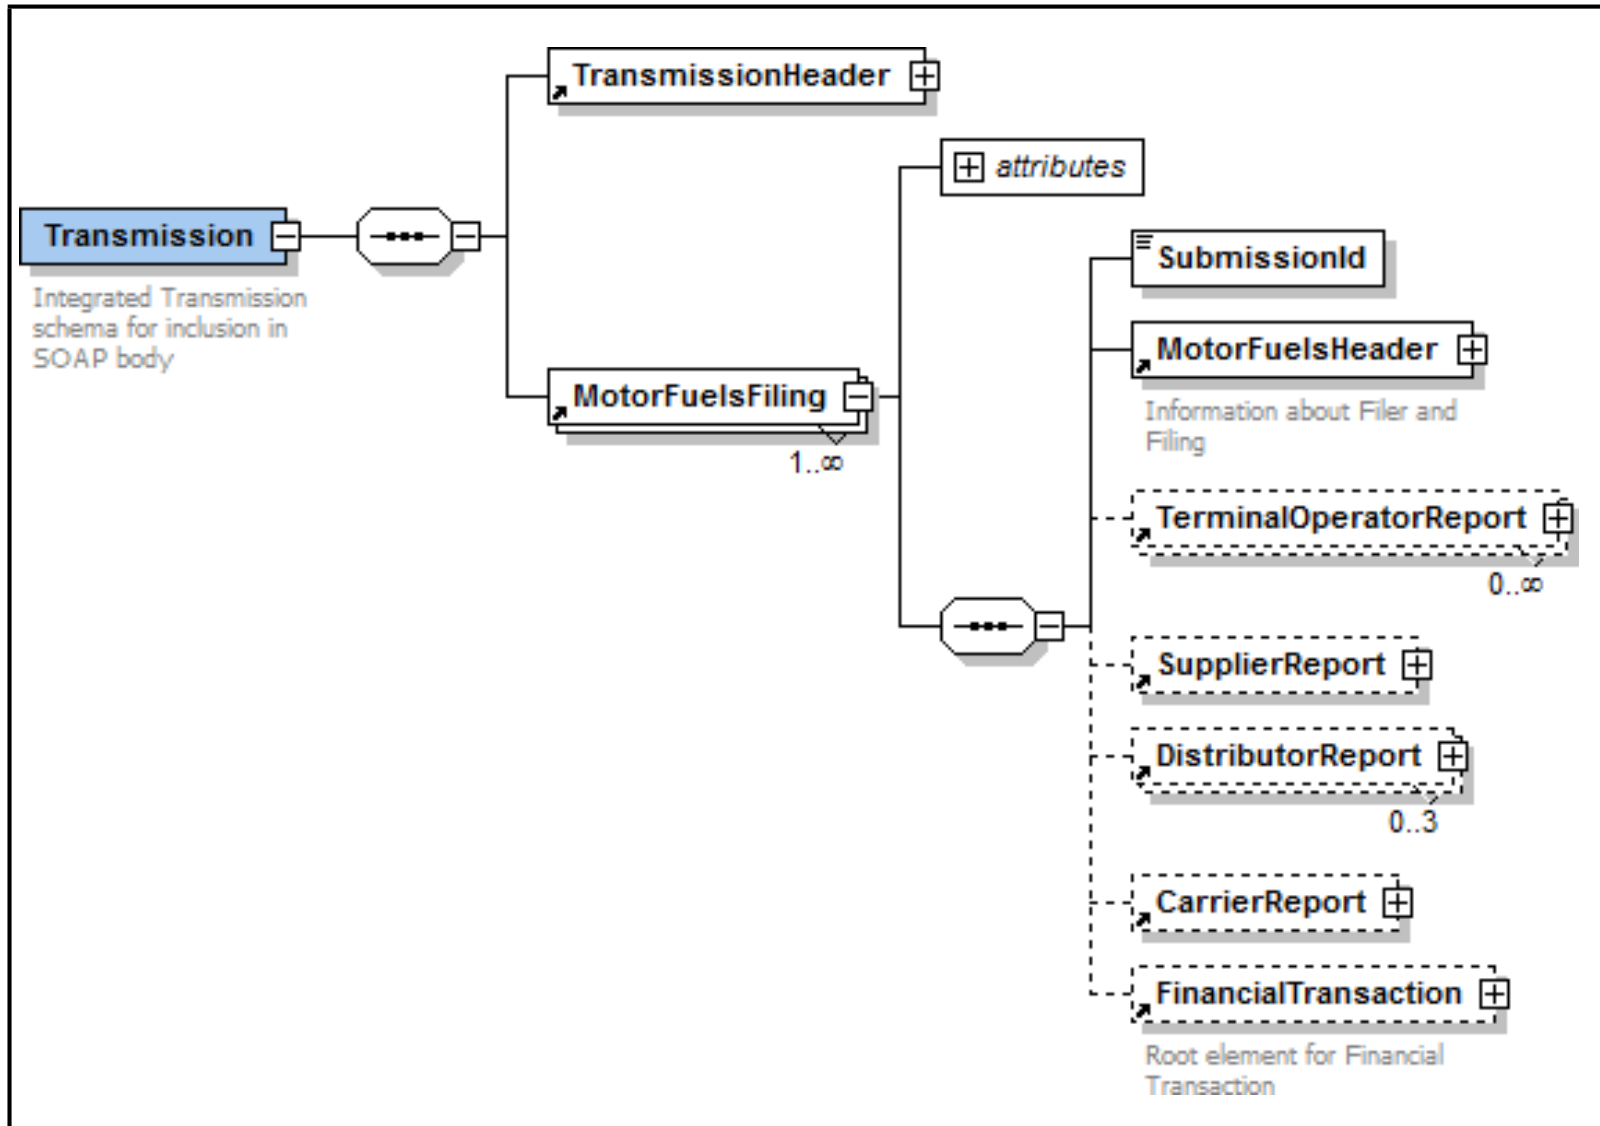 TransmissionHeader
attributes
Transmission
SubmissionId
Integrated Transmission
schema for inclusion in
SOAP body
MotorFuelsHeader
Information about Filer and
Filing
MotorFuelsFiling
1..∞
TerminalOperatorReport
0..∞
SupplierReport
DistributorReport
0..3
CarrierReport
FinancialTransaction
Root element for Financial
Transaction